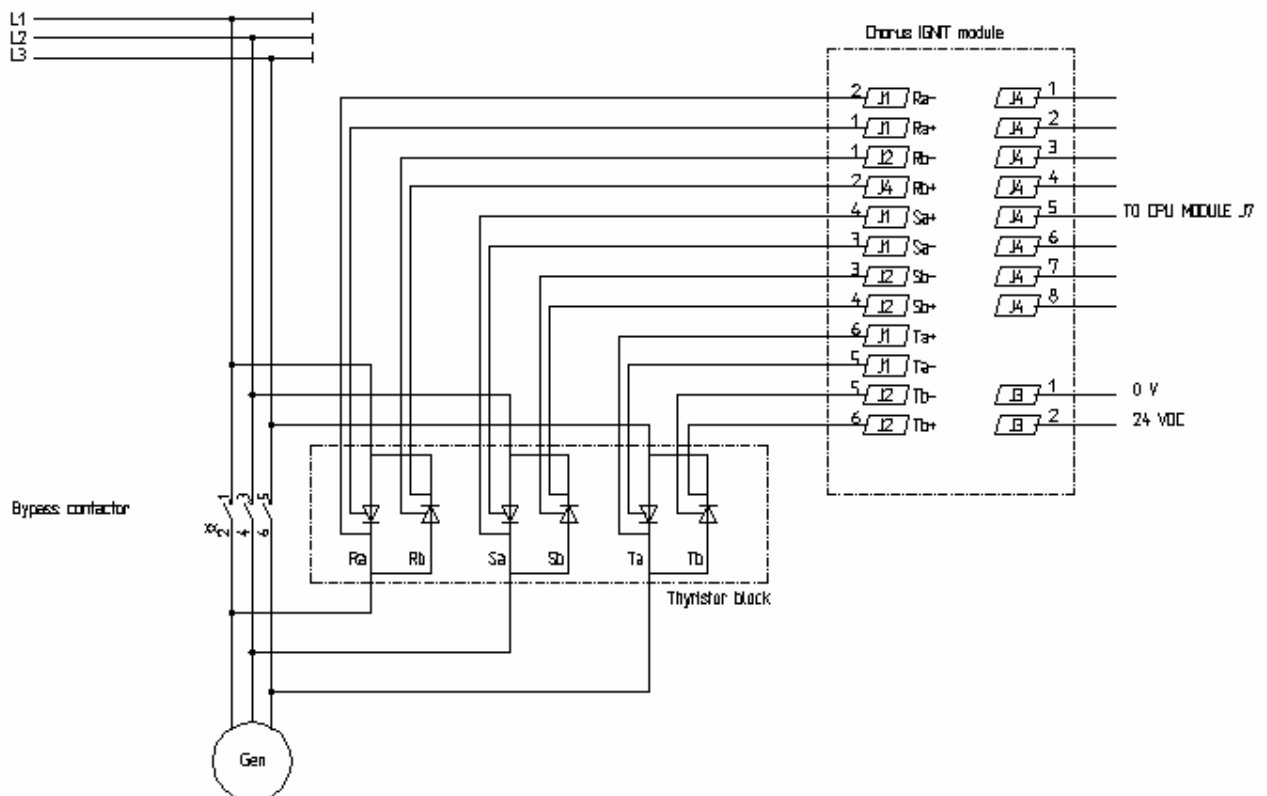 L1
L2
L3
Chorus IGNIT module
2 J1 Ra- J4 1
1 J1 Ra+ J4 2
1 J2 Rb- J4 3
2 J4 Rb+ J4 4
4 J1 Sa+ J4 5 TO CPU MODULE J7
3 J1 Sa- J4 6
3 J2 Sb- J4 7
4 J2 Sb+ J4 8
6 J1 Ta+
5 J1 Ta-
5 J2 Tb- J3 1 0 V
6 J2 Tb+ J3 2 24 VDC
Bypass contactor
1 3 5
2 4 6
Ra Rb Sa Sb Ta Tb
Thyristor block
Gen